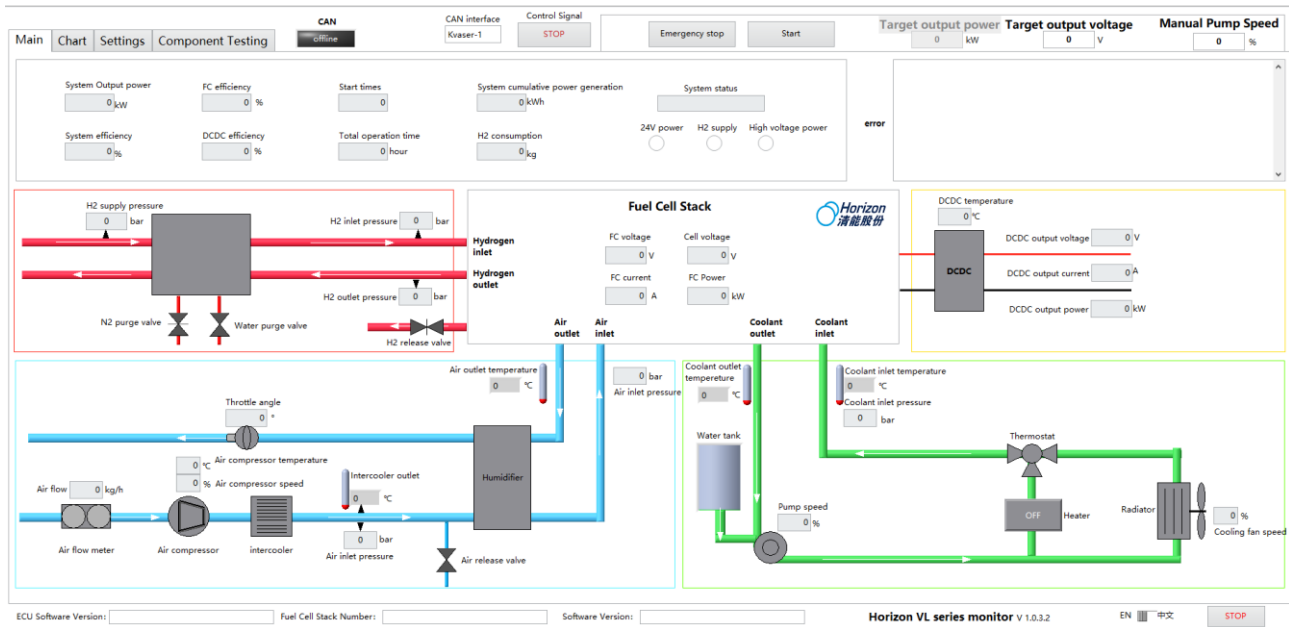 CAN
CAN interface
Control Signal
Main
Chart
Settings
Component Testing
offline
Kvaser-1
STOP
Emergency stop
Start
Target output power
0 kW
Target output voltage
0 V
Manual Pump Speed
0 %
System Output power
0 kW
FC efficiency
0 %
Start times
0
System cumulative power generation
0 kWh
System status
System efficiency
0 %
DCDC efficiency
0 %
Total operation time
0 hour
H2 consumption
0 kg
24V power
H2 supply
High voltage power
error
H2 supply pressure
0 bar
H2 inlet pressure 0 bar
H2 outlet pressure 0 bar
N2 purge valve
Water purge valve
H2 release valve
Hydrogen
inlet
Hydrogen
outlet
Fuel Cell Stack
Horizon
清能股份
FC voltage
0 V
Cell voltage
0 V
FC current
0 A
FC Power
0 kW
Air
outlet
Air
inlet
Coolant
outlet
Coolant
inlet
DCDC temperature
0 ℃
DCDC
DCDC output voltage 0 V
DCDC output current 0 A
DCDC output power 0 kW
Air outlet temperature
0 ℃
0 bar
Air inlet pressure
Throttle angle
0 °
0 ℃ Air compressor temperature
0 % Air compressor speed
Air flow 0 kg/h
Intercooler outlet
0 ℃
0 bar
Air inlet pressure
Humidifier
Air flow meter
Air compressor
intercooler
Air release valve
Coolant outlet
tempereture
0 ℃
Coolant inlet temperature
0 ℃
Coolant inlet pressure
0 bar
Water tank
Thermostat
Pump speed
0 %
OFF
Heater
Radiator
0 %
Cooling fan speed
ECU Software Version:
Fuel Cell Stack Number:
Software Version:
Horizon VL series monitor V 1.0.3.2
EN
中文
STOP